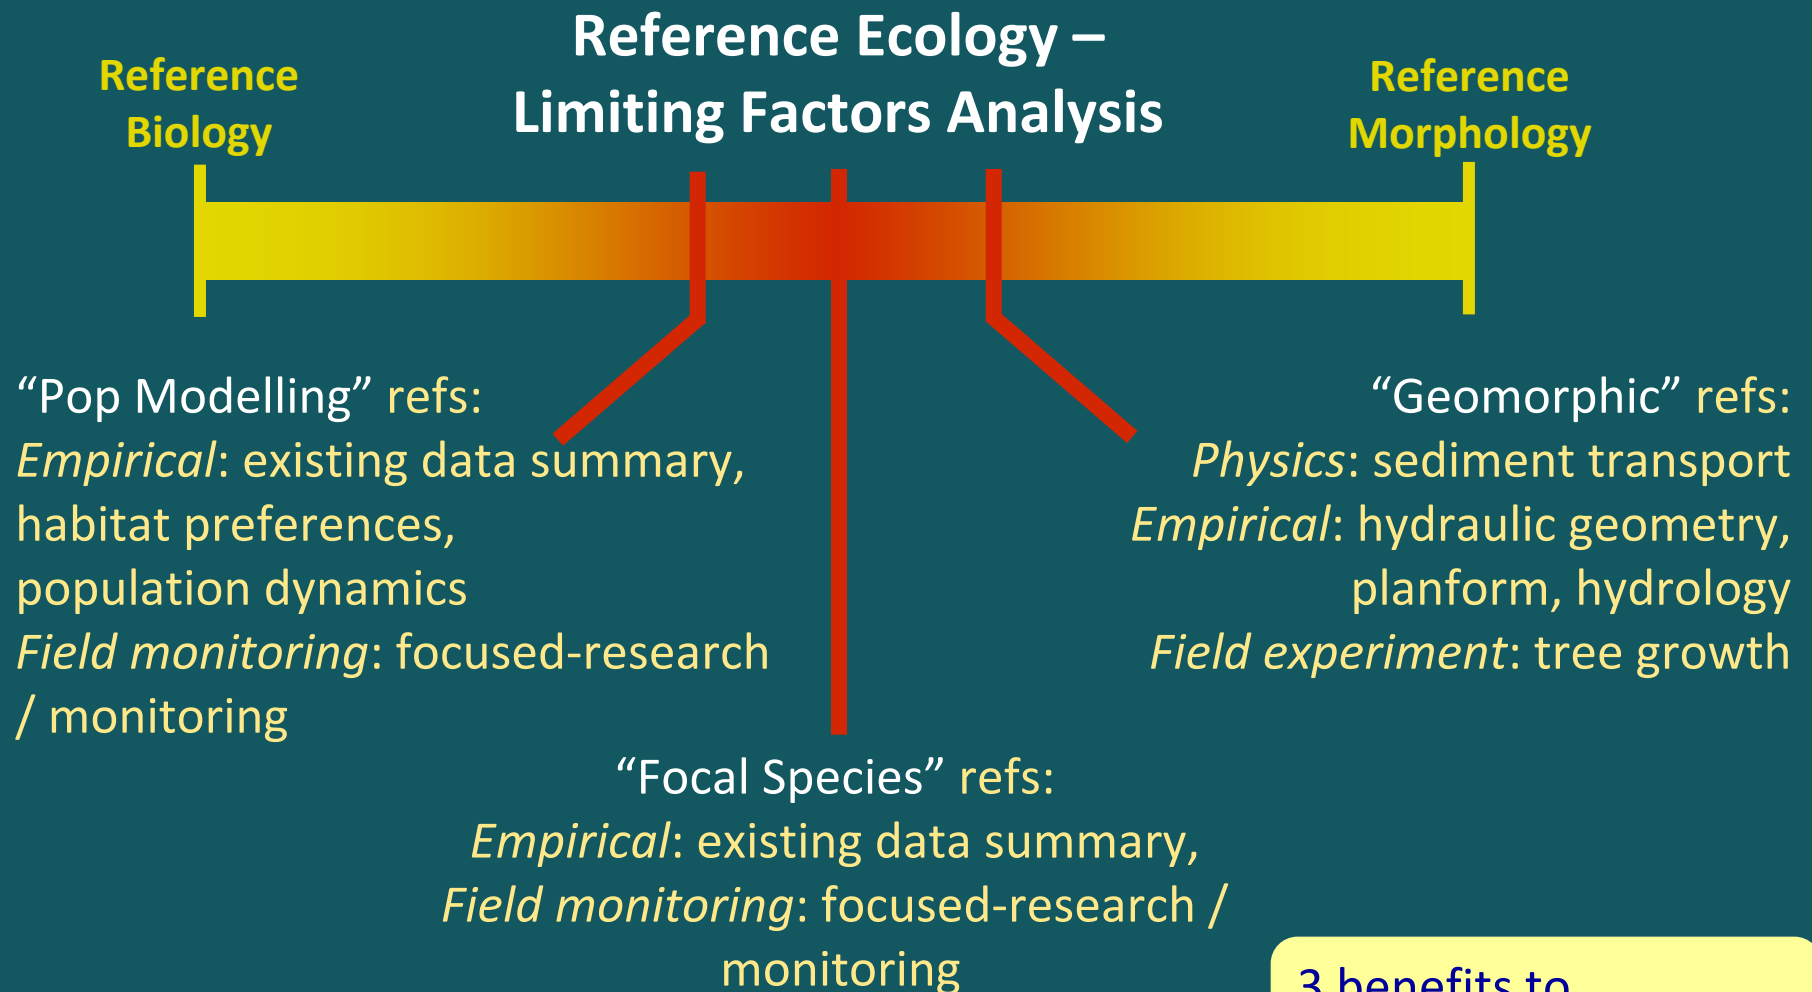 Reference Ecology –
Limiting Factors Analysis
Reference
Biology
Reference
Morphology
“Pop Modelling” refs:
Empirical: existing data summary,
habitat preferences,
population dynamics
Field monitoring: focused-research
/ monitoring
“Geomorphic” refs:
Physics: sediment transport
Empirical: hydraulic geometry,
planform, hydrology
Field experiment: tree growth
“Focal Species” refs:
Empirical: existing data summary,
Field monitoring: focused-research /
monitoring
3 benefits to